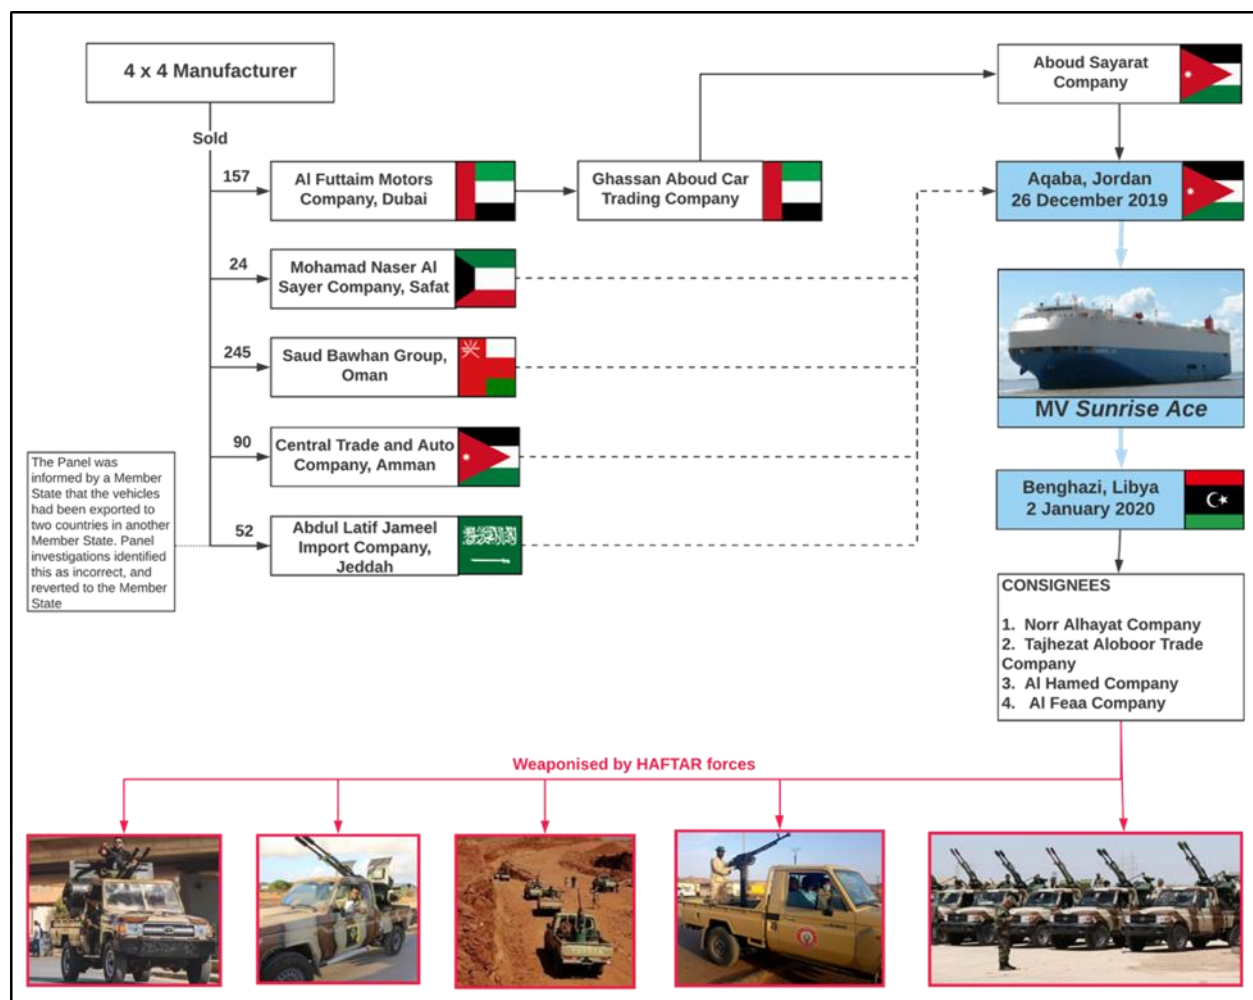 4 x 4 Manufacturer
Sold
157
Al Futtaim Motors
Company, Dubai
Ghassan Aboud Car
Trading Company
Aboud Sayarat
Company
Aqaba, Jordan
26 December 2019
24
Mohamad Naser Al
Sayer Company, Safat
245
Saud Bawhan Group,
Oman
MV Sunrise Ace
90
Central Trade and Auto
Company, Amman
The Panel was
informed by a Member
State that the vehicles
had been exported to
two countries in another
Member State. Panel
investigations identified
this as incorrect, and
reverted to the Member
State
52
Abdul Latif Jameel
Import Company,
Jeddah
Benghazi, Libya
2 January 2020
CONSIGNEES
1. Norr Alhayat Company
2. Tajhezat Aloboor Trade
Company
3. Al Hamed Company
4. Al Feaa Company
Weaponised by HAFTAR forces